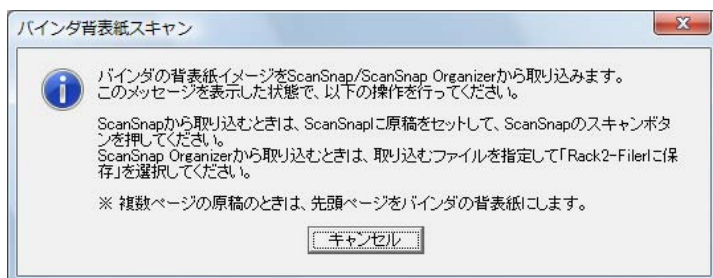 バインダ背表紙スキャン
バインダの背表紙イメージをScanSnap/ScanSnap Organizerから取り込みます。
このメッセージを表示した状態で、以下の操作を行ってください。
ScanSnapから取り込むときは、ScanSnapに原稿をセットして、ScanSnapのスキャンボタ
ンを押してください。
ScanSnap Organizerから取り込むときは、取り込むファイルを指定して「Rack2-Filerに保
存」を選択してください。
※ 複数ページの原稿のときは、先頭ページをバインダの背表紙にします。
キャンセル